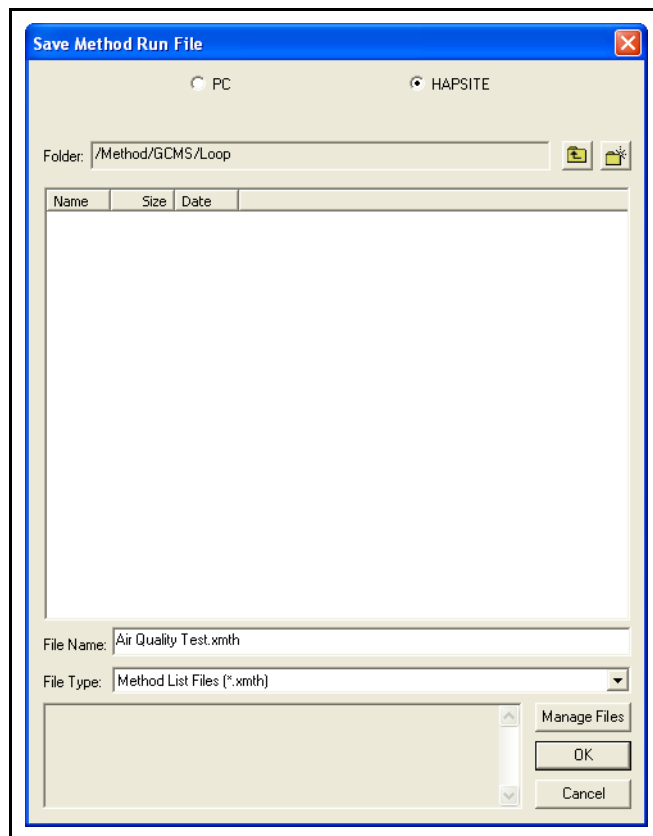 Save Method Run File
PC HAPSITE
Folder: /Method/GCMS/Loop
Name Size Date
File Name: Air Quality Test.xmth
File Type: Method List Files (*.xmth)
Manage Files
OK
Cancel